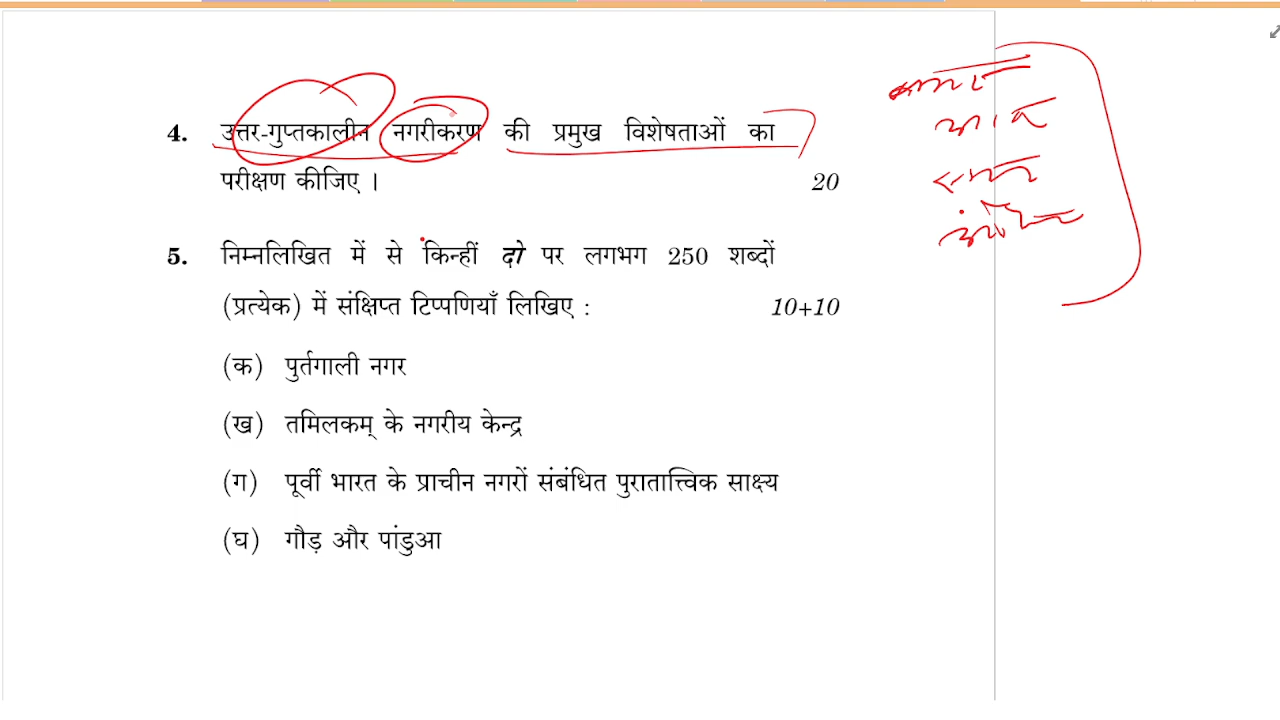 4. उत्तर-गुप्तकालीन नगरीकरण की प्रमुख विशेषताओं का
परीक्षण कीजिए । 20
5. निम्नलिखित में से किन्हीं दो पर लगभग 250 शब्दों
(प्रत्येक) में संक्षिप्त टिप्पणियाँ लिखिए : 10+10
(क) पुर्तगाली नगर
(ख) तमिलकम् के नगरीय केन्द्र
(ग) पूर्वी भारत के प्राचीन नगरों संबंधित पुरातात्त्विक साक्ष्य
(घ) गौड़ और पांडुआ